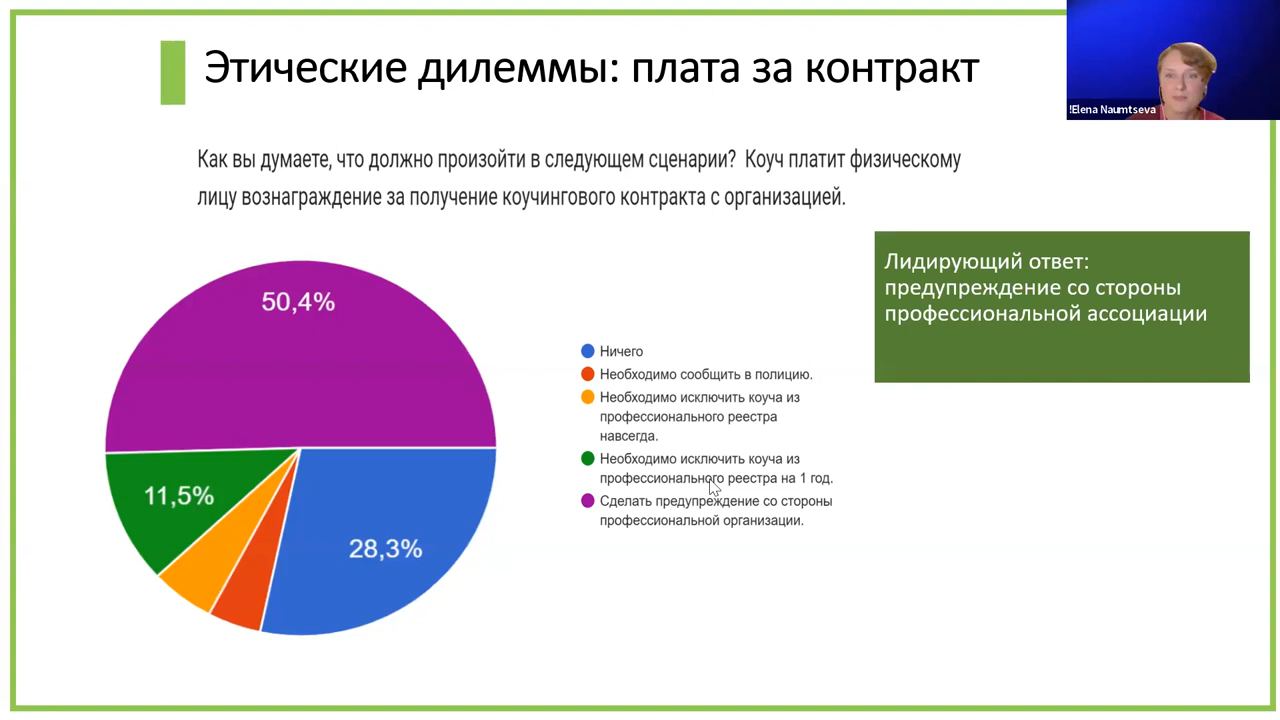 Этические дилеммы: плата за контракт
!Elena Naumtseva
Как вы думаете, что должно произойти в следующем сценарии? Коуч платит физическому
лицу вознаграждение за получение коучингового контракта с организацией.
Лидирующий ответ:
предупреждение со стороны
профессиональной ассоциации
50,4%
11,5%
28,3%
Ничего
Необходимо сообщить в полицию.
Необходимо исключить коуча из
профессионального реестра
навсегда.
Необходимо исключить коуча из
профессионального реестра на 1 год.
Сделать предупреждение со стороны
профессиональной организации.